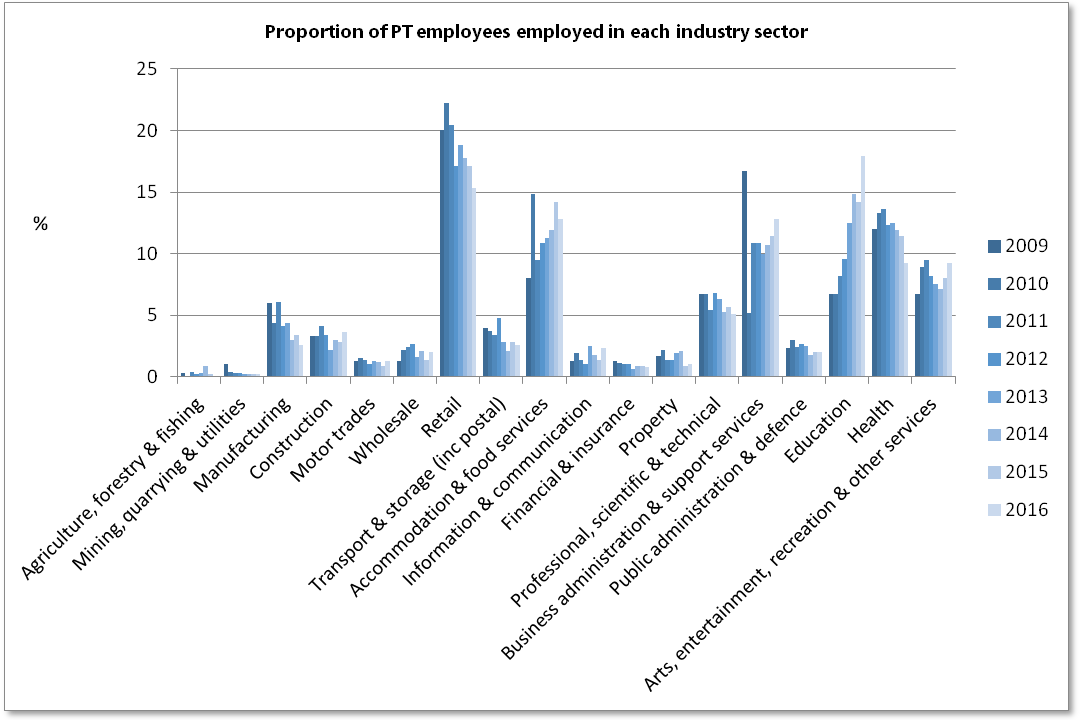 Proportion of PT employees employed in each industry sector
25
20
15
10
5
0
%
Agriculture, forestry & fishing
Mining, quarrying & utilities
Manufacturing
Construction
Motor trades
Wholesale
Retail
Transport & storage (inc postal)
Accommodation & food services
Information & communication
Financial & insurance
Property
Professional, scientific & technical
Business administration & support services
Public administration & defence
Education
Health
Arts, entertainment, recreation & other services
2009
2010
2011
2012
2013
2014
2015
2016